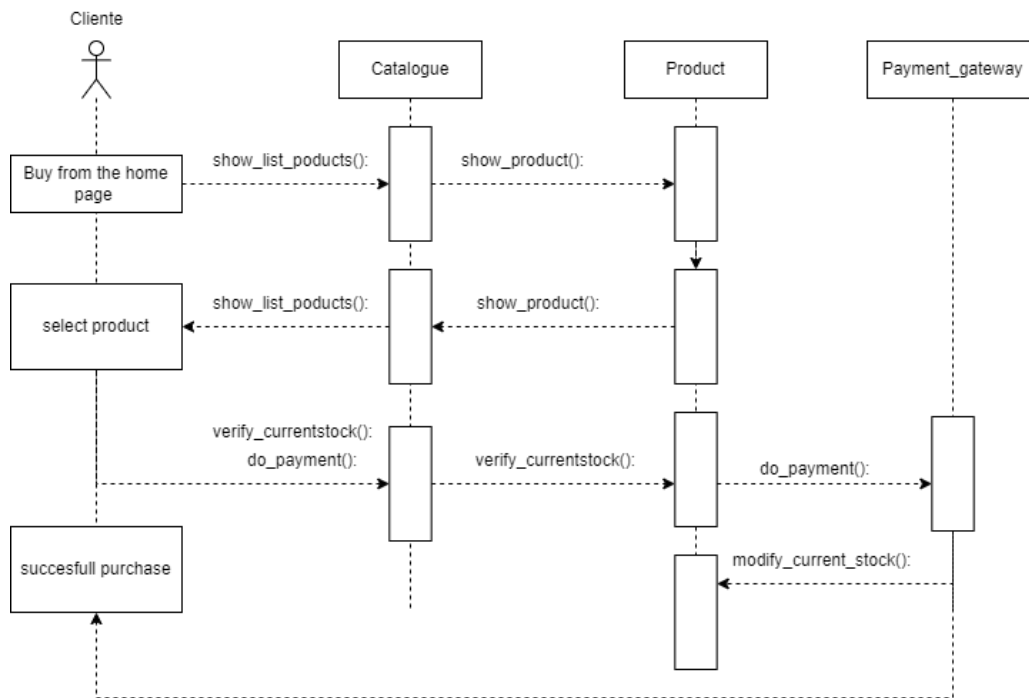 Cliente
Catalogue
Product
Payment_gateway
Buy from the home
page
show_list_poducts():
show_product():
select product
show_list_poducts():
show_product():
verify_currentstock():
do_payment():
verify_currentstock():
do_payment():
succesfull purchase
modify_current_stock():